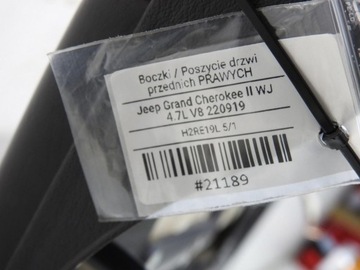 Boczki / Poszycie drzwi
przednich PRAWYCH
Jeep Grand Cherokee II WJ
4.7L V8 220919
H2RE19L 5/1
#21189